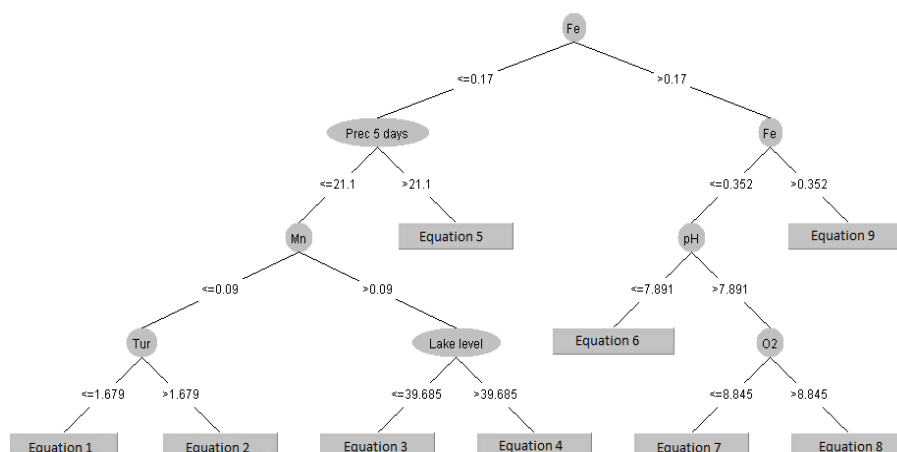 Fe
<=0.17 >0.17
Prec 5 days Fe
<=21.1 >21.1 <=0.352 >0.352
Mn Equation 5 pH Equation 9
<=0.09 >0.09 <=7.891 >7.891
Tur Lake level Equation 6 O2
<=1.679 >1.679 <=39.685 >39.685 <=8.845 >8.845
Equation 1 Equation 2 Equation 3 Equation 4 Equation 7 Equation 8